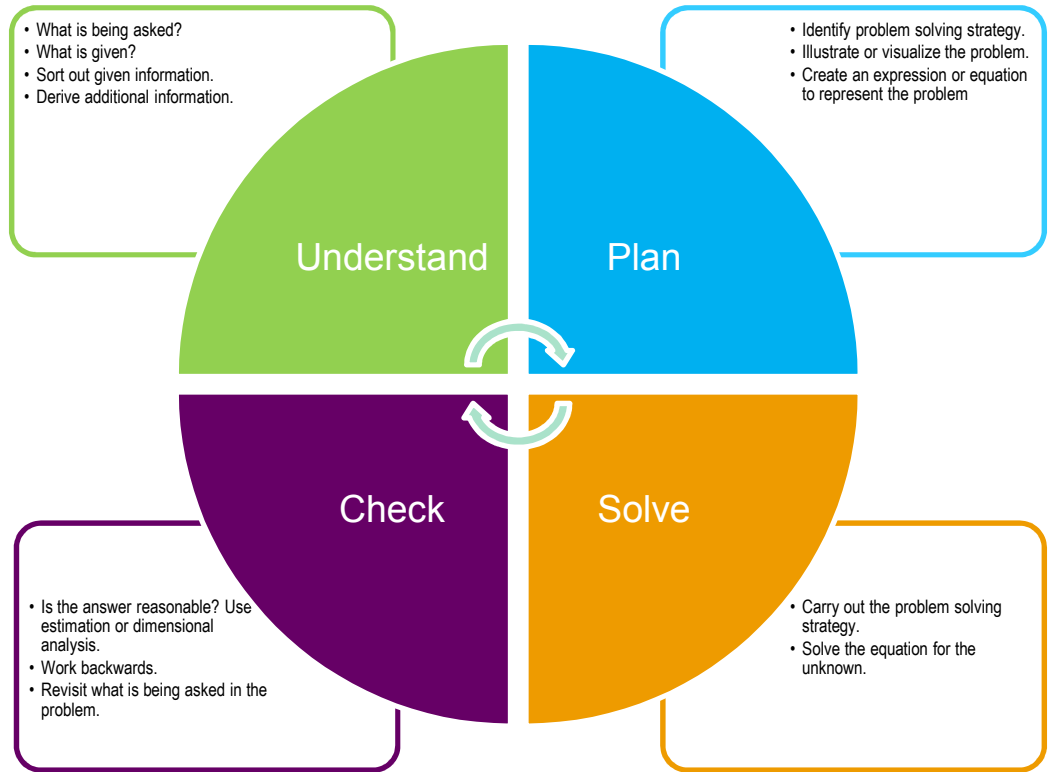 • What is being asked?
• What is given?
• Sort out given information.
• Derive additional information.
• Identify problem solving strategy.
• Illustrate or visualize the problem.
• Create an expression or equation
to represent the problem
Understand
Plan
Check
Solve
• Is the answer reasonable? Use
estimation or dimensional
analysis.
• Work backwards.
• Revisit what is being asked in the
problem.
• Carry out the problem solving
strategy.
• Solve the equation for the
unknown.